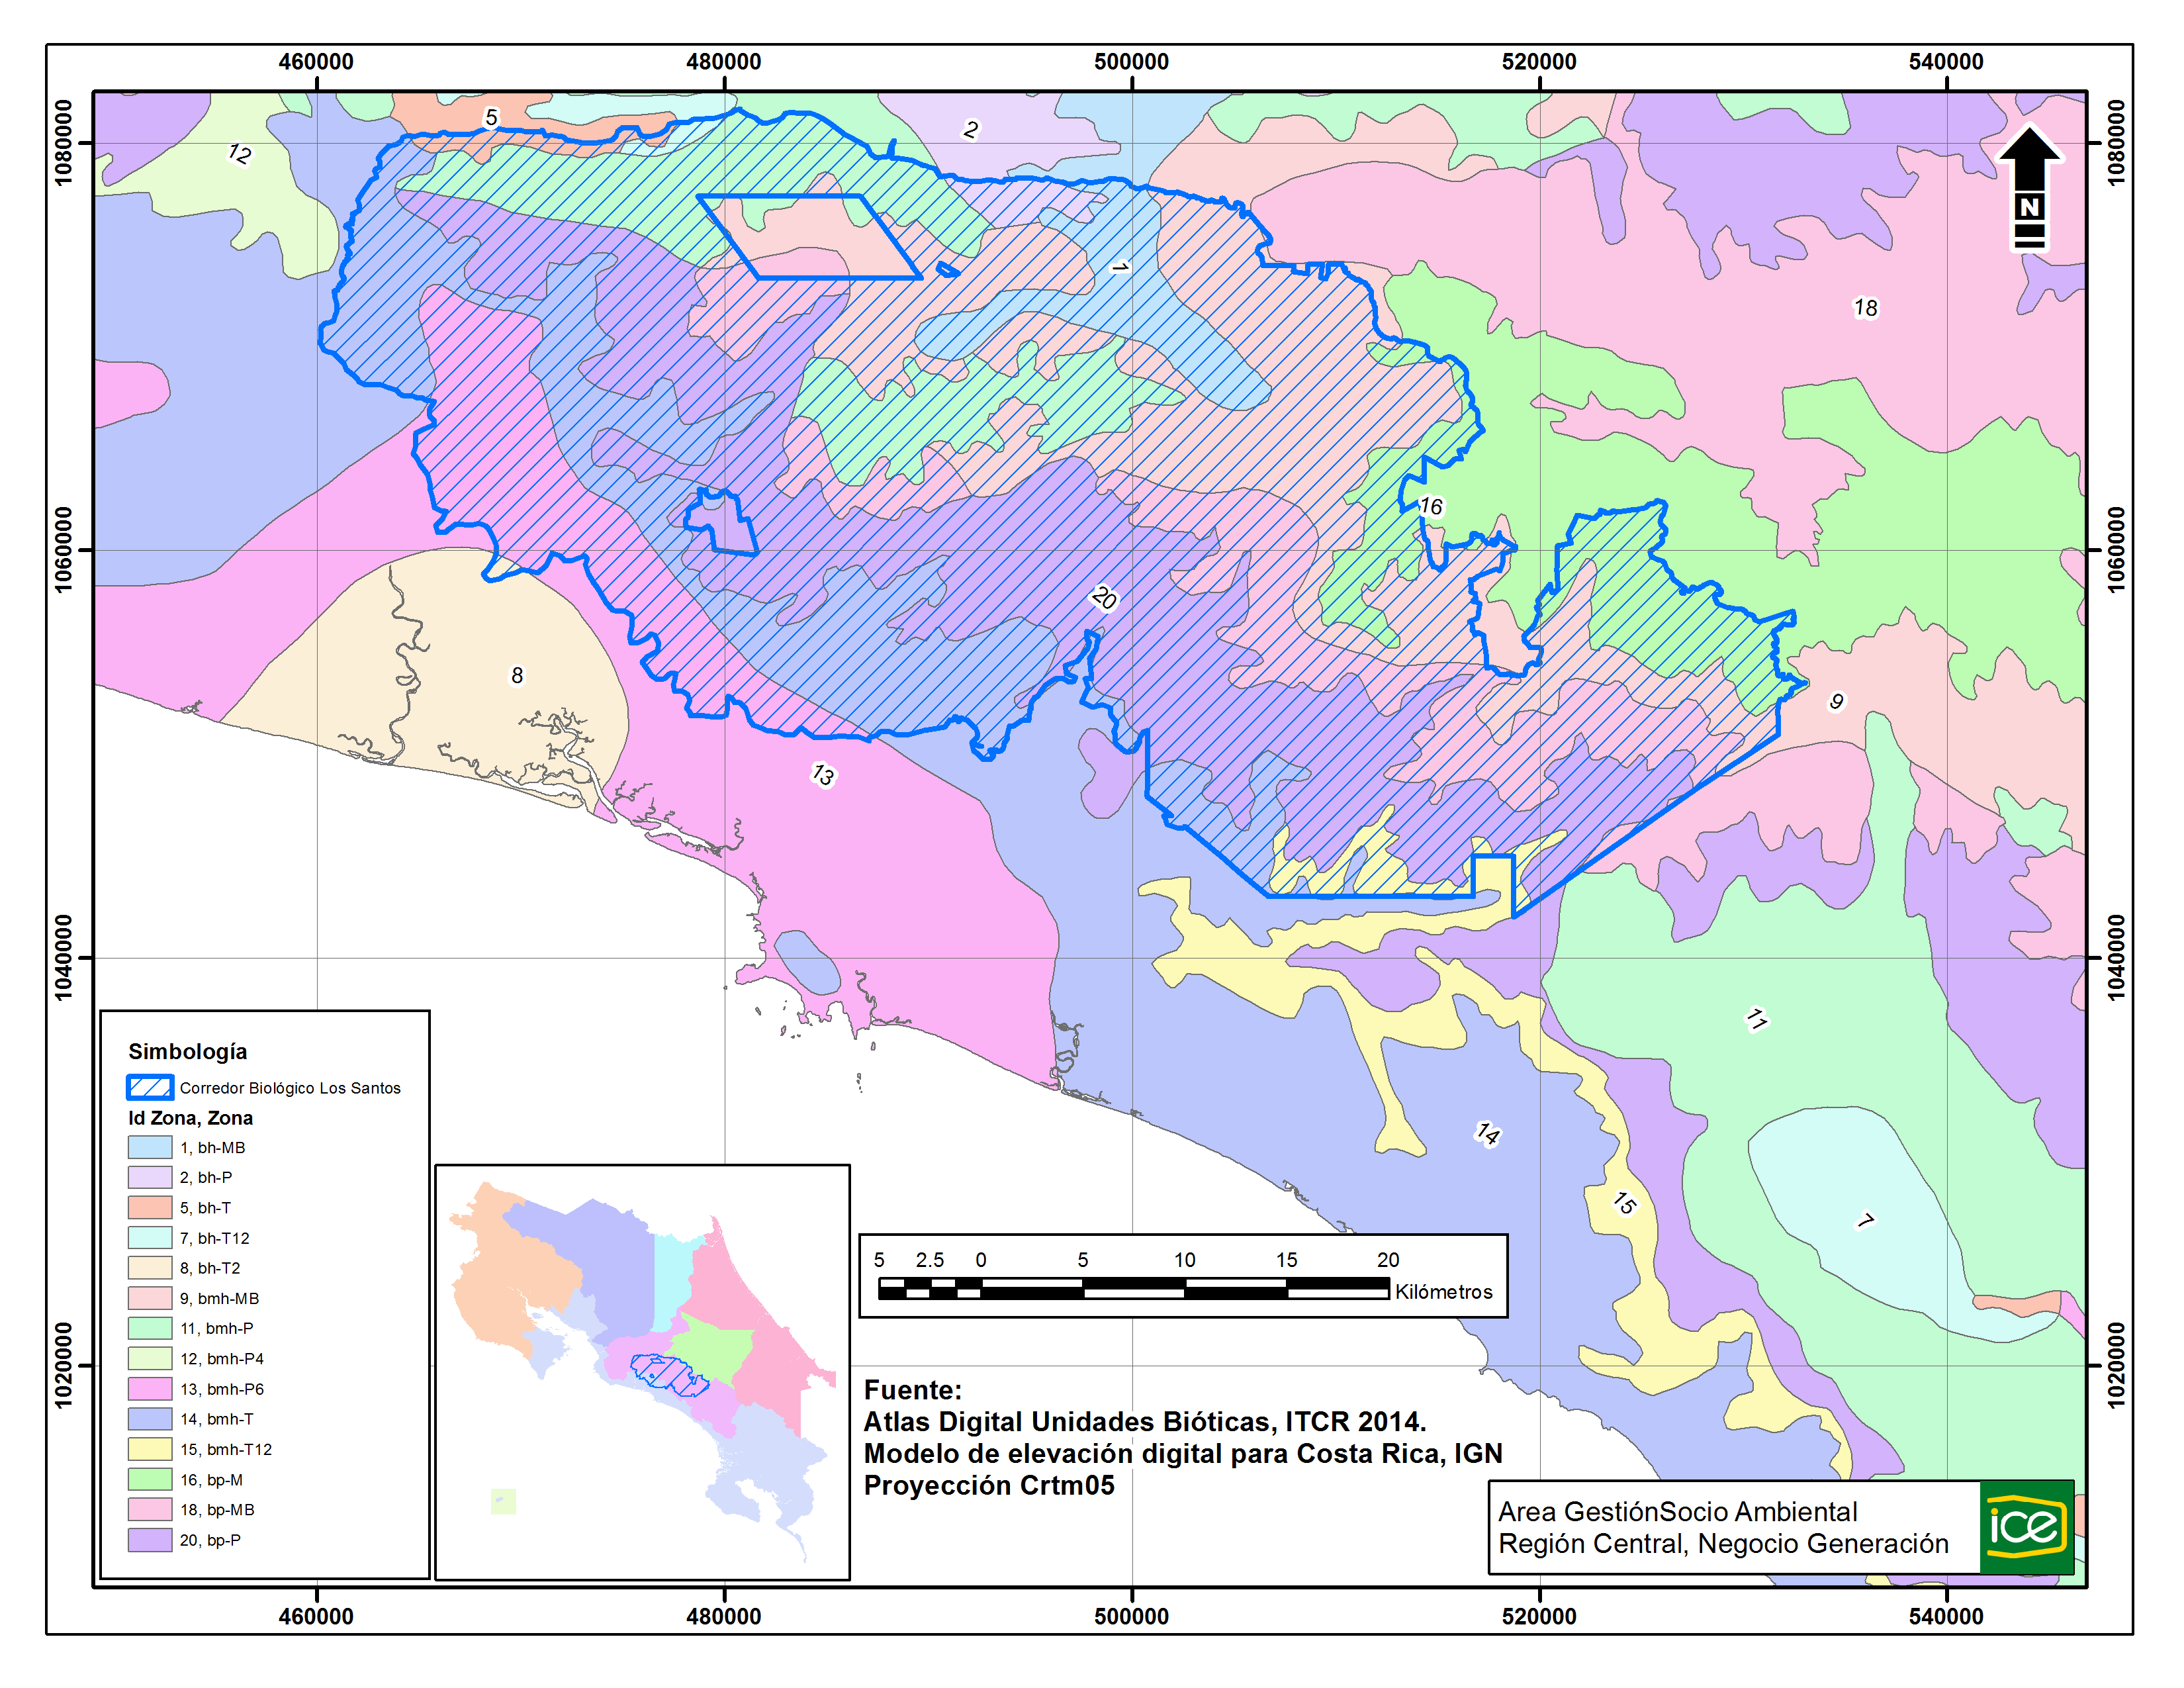 460000 480000 500000 520000 540000
1080000 1080000
1060000 1060000
1040000 1040000
1020000 1020000
5
2
12
1
N
18
16
20
8
9
13
11
14
15
7
Simbología
Corredor Biológico Los Santos
Id Zona, Zona
1, bh-MB
2, bh-P
5, bh-T
7, bh-T12
8, bh-T2
9, bmh-MB
11, bmh-P
12, bmh-P4
13, bmh-P6
14, bmh-T
15, bmh-T12
16, bp-M
18, bp-MB
20, bp-P
5 2.5 0 5 10 15 20
Kilómetros
Fuente:
Atlas Digital Unidades Bióticas, ITCR 2014.
Modelo de elevación digital para Costa Rica, IGN
Proyección Crtm05
Area GestiónSocio Ambiental
Región Central, Negocio Generación
ice
460000 480000 500000 520000 540000